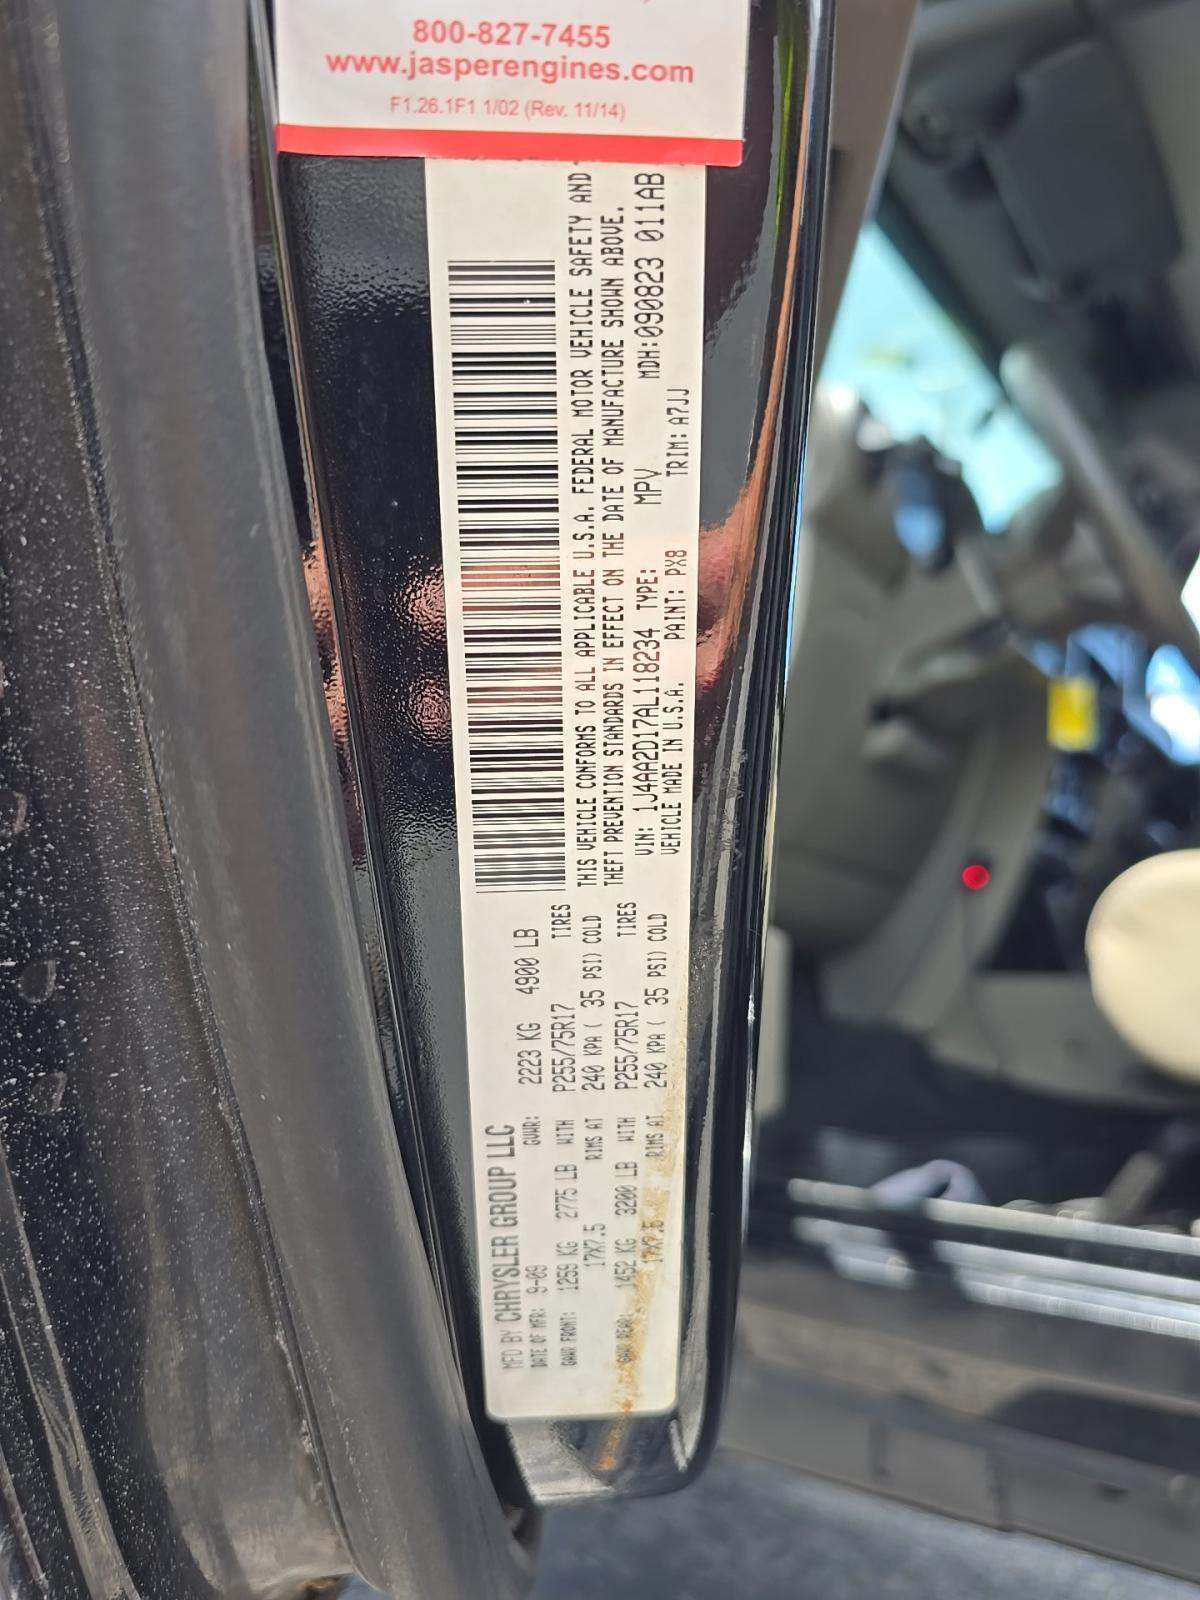 800-827-7455
www.jasperengines.com
F1.26.1F1 1/02 (Rev. 11/14)
MFD BY CHRYSLER GROUP LLC
DATE OF MFR: 9-09 GVWR: 2223 KG 4900 LB
GAWR FRONT: 1259 KG 2775 LB WITH P255/75R17 TIRES
17X7.5 RIMS AT 240 KPA ( 35 PSI) COLD
GAWR REAR: 1452 KG 3200 LB WITH P255/75R17 TIRES
17X7.5 RIMS AT 240 KPA ( 35 PSI) COLD
THIS VEHICLE CONFORMS TO ALL APPLICABLE U.S.A. FEDERAL MOTOR VEHICLE SAFETY AND
THEFT PREVENTION STANDARDS IN EFFECT ON THE DATE OF MANUFACTURE SHOWN ABOVE.
VIN: 1J4AA2D17AL118234 TYPE: MPV MDH:090823 011AB
VEHICLE MADE IN U.S.A. PAINT: PX8 TRIM: A7JJ